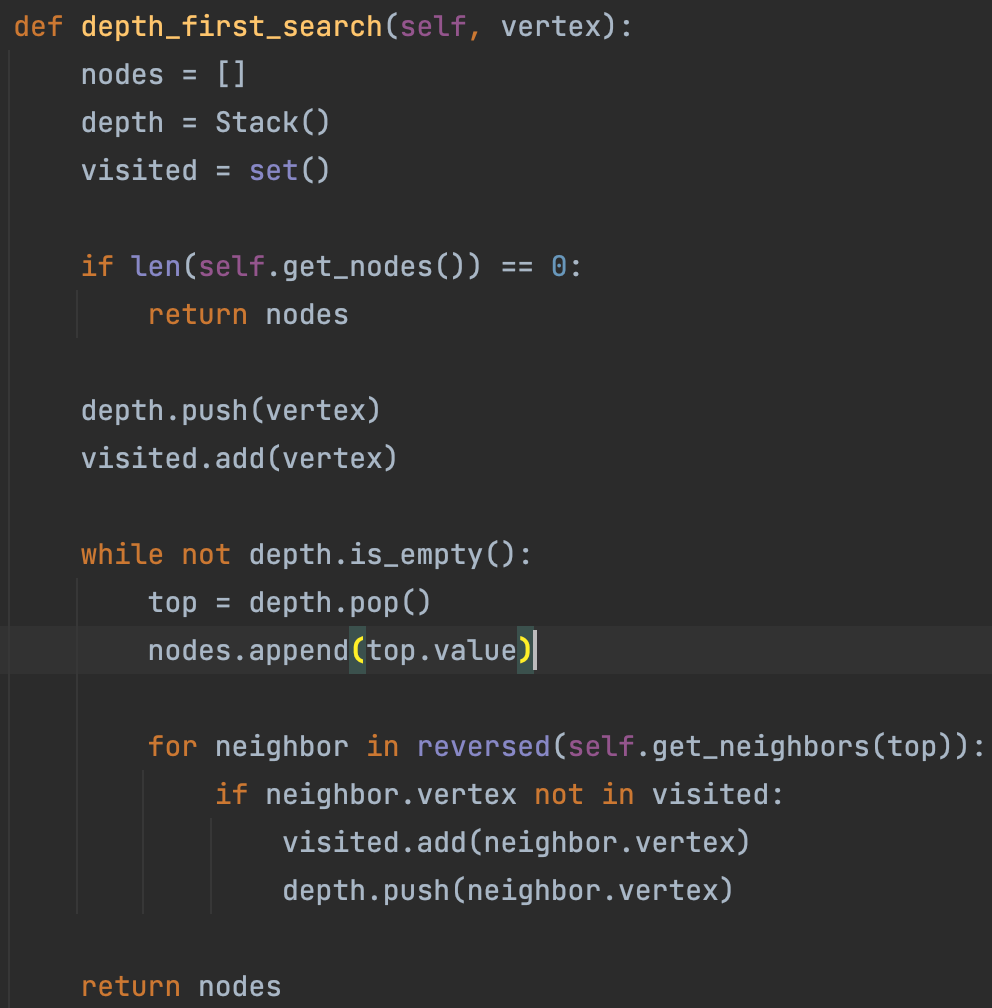 def depth_first_search(self, vertex):
    nodes = []
    depth = Stack()
    visited = set()

    if len(self.get_nodes()) == 0:
        return nodes

    depth.push(vertex)
    visited.add(vertex)

    while not depth.is_empty():
        top = depth.pop()
        nodes.append(top.value)

        for neighbor in reversed(self.get_neighbors(top)):
            if neighbor.vertex not in visited:
                visited.add(neighbor.vertex)
                depth.push(neighbor.vertex)

    return nodes